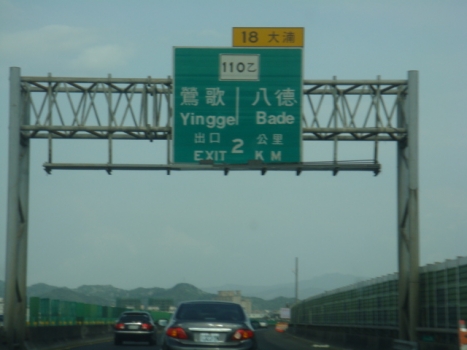 18 大湳
110乙
鶯歌 八德
Yingge Bade
出口 2 公里
EXIT KM